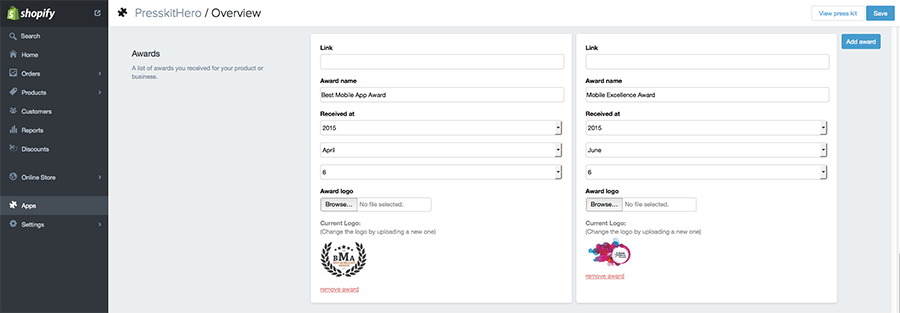 shopify
PresskitHero / Overview
View press kit
Save
Search
Home
Orders
Products
Customers
Reports
Discounts
Online Store
Apps
Settings
Awards
A list of awards you received for your product or
business.
Link
Award name
Best Mobile App Award
Received at
2015
April
6
Award logo
Browse... No file selected.
Current Logo:
(Change the logo by uploading a new one)
BMA
remove award
Link
Award name
Mobile Excellence Award
Received at
2015
June
6
Award logo
Browse... No file selected.
Current Logo:
(Change the logo by uploading a new one)
remove award
Add award